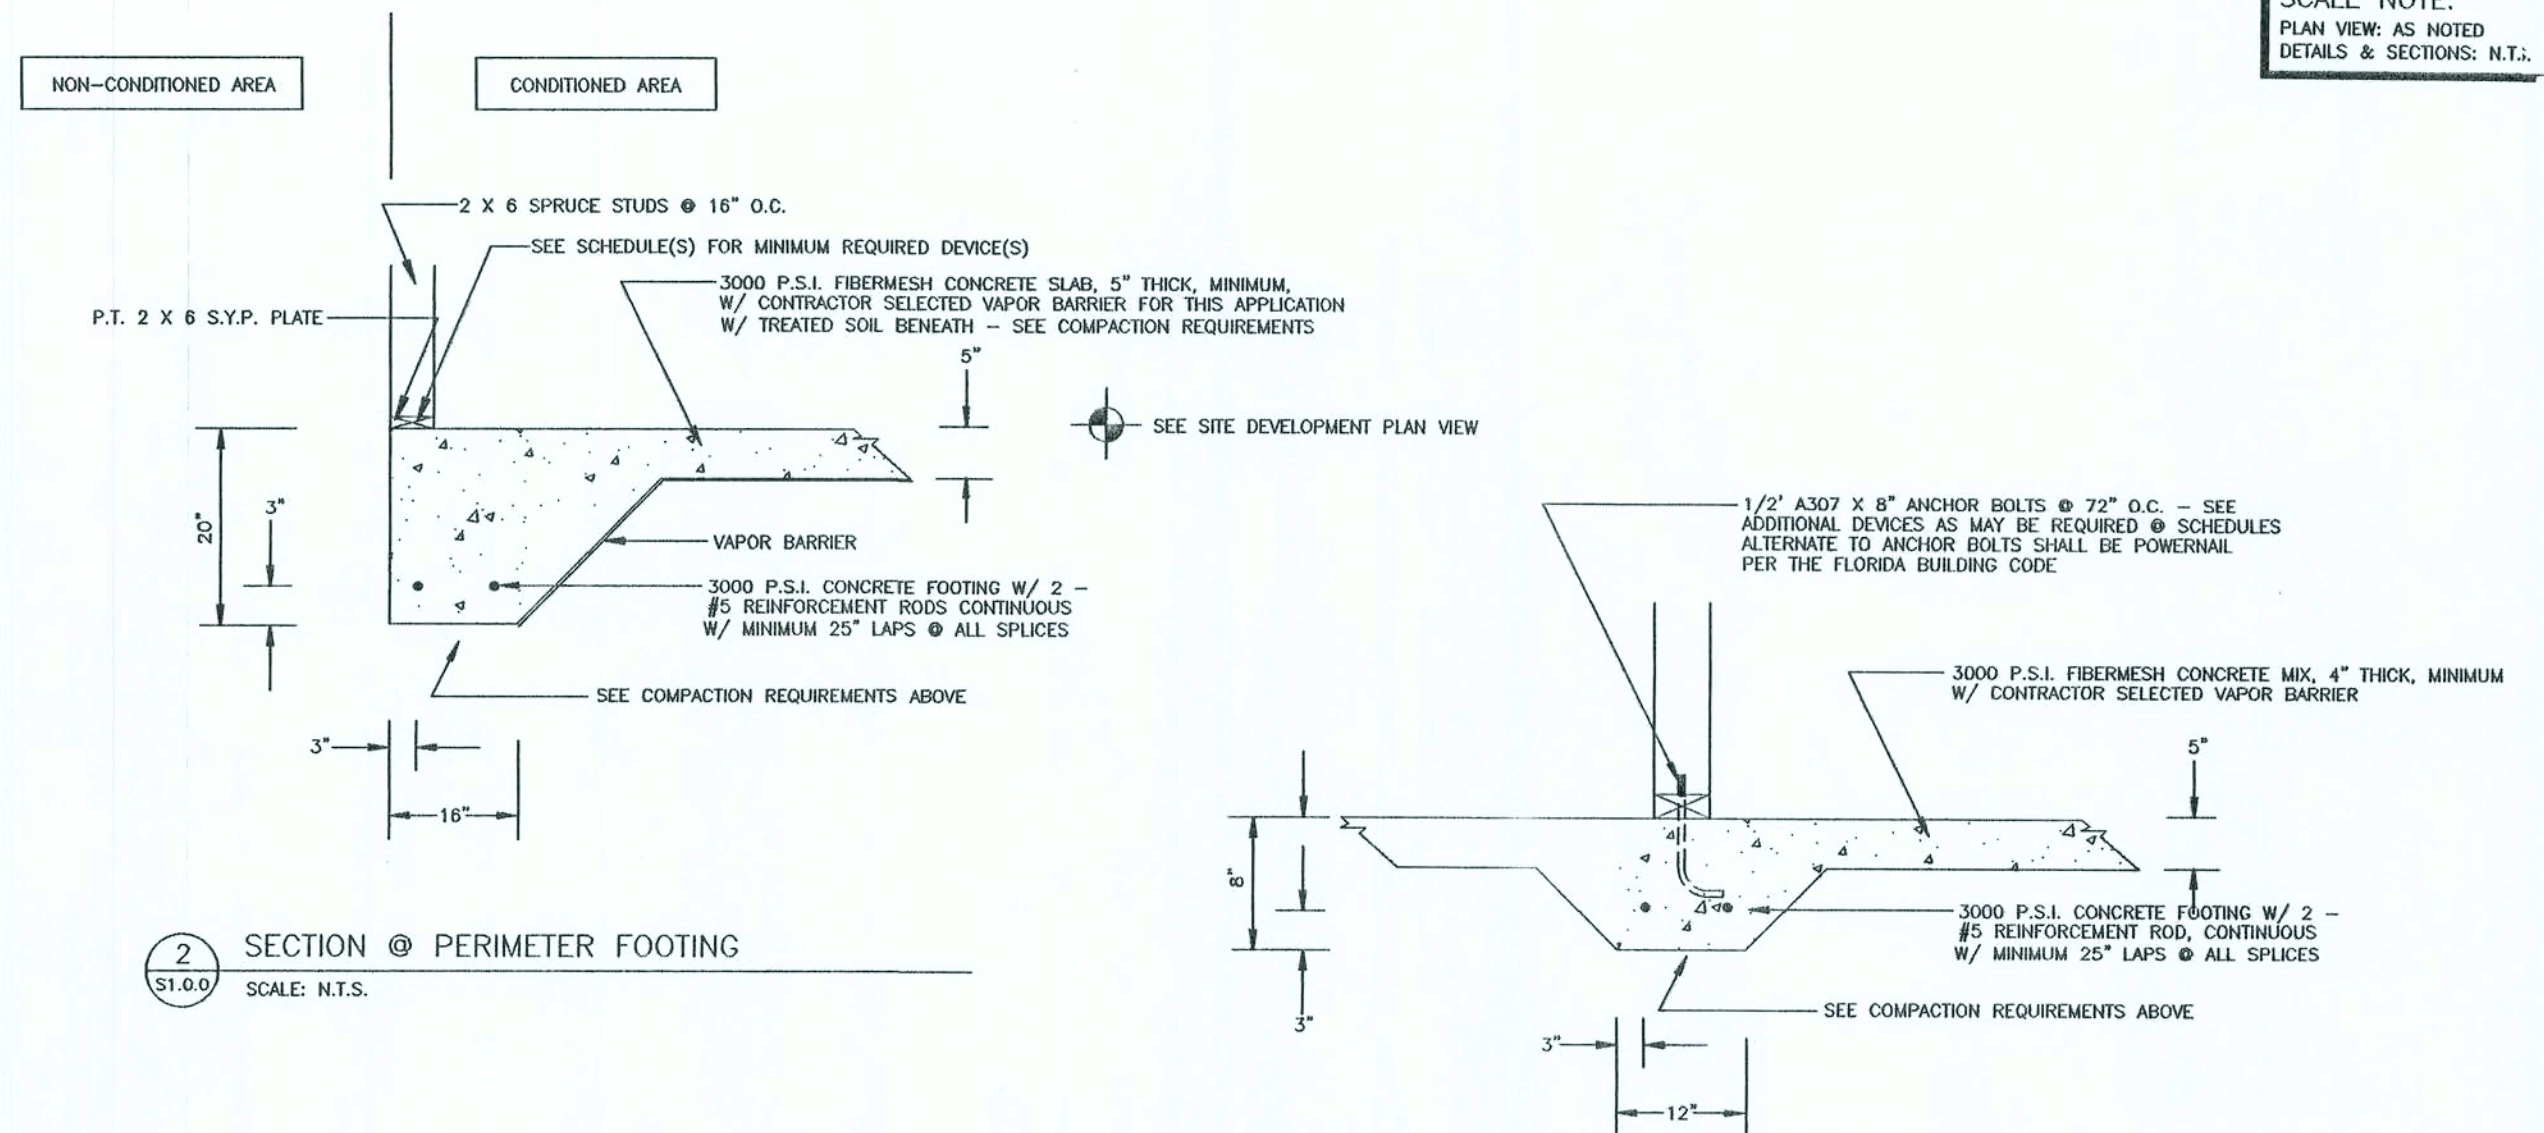 SCALE NOTE:
PLAN VIEW: AS NOTED
DETAILS & SECTIONS: N.T.S.
NON-CONDITIONED AREA
CONDITIONED AREA
2 X 6 SPRUCE STUDS @ 16" O.C.
SEE SCHEDULE(S) FOR MINIMUM REQUIRED DEVICE(S)
3000 P.S.I. FIBERMESH CONCRETE SLAB, 5" THICK, MINIMUM,
W/ CONTRACTOR SELECTED VAPOR BARRIER FOR THIS APPLICATION
W/ TREATED SOIL BENEATH – SEE COMPACTION REQUIREMENTS
P.T. 2 X 6 S.Y.P. PLATE
5"
SEE SITE DEVELOPMENT PLAN VIEW
20"
3"
VAPOR BARRIER
3000 P.S.I. CONCRETE FOOTING W/ 2 –
#5 REINFORCEMENT RODS CONTINUOUS
W/ MINIMUM 25" LAPS @ ALL SPLICES
SEE COMPACTION REQUIREMENTS ABOVE
3"
16"
2
S1.0.0
SECTION @ PERIMETER FOOTING
SCALE: N.T.S.
1/2' A307 X 8" ANCHOR BOLTS @ 72" O.C. – SEE
ADDITIONAL DEVICES AS MAY BE REQUIRED @ SCHEDULES
ALTERNATE TO ANCHOR BOLTS SHALL BE POWERNAIL
PER THE FLORIDA BUILDING CODE
3000 P.S.I. FIBERMESH CONCRETE MIX, 4" THICK, MINIMUM
W/ CONTRACTOR SELECTED VAPOR BARRIER
5"
8"
3000 P.S.I. CONCRETE FOOTING W/ 2 –
#5 REINFORCEMENT ROD, CONTINUOUS
W/ MINIMUM 25" LAPS @ ALL SPLICES
SEE COMPACTION REQUIREMENTS ABOVE
3"
3"
12"